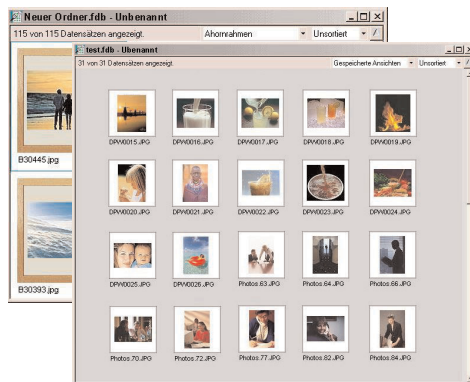 Neuer Ordner.fdb - Unbenannt
115 von 115 Datensätzen angezeigt. Ahornrahmen Unsortiert
B30445.jpg
B30393.jpg
test.fdb - Ubenannt
31 von 31 Datensätzen angezeigt. Gespeicherte Ansichten Unsortiert
DPW0015.JPG DPW0016.JPG DPW0017.JPG DPW0018.JPG DPW0019.JPG
DPW0020.JPG DPW0021.JPG DPW0022.JPG DPW0023.JPG DPW0024.JPG
DPW0025.JPG DPW0026.JPG Photos.63.JPG Photos.64.JPG Photos.66.JPG
Photos.70.JPG Photos.72.JPG Photos.77.JPG Photos.82.JPG Photos.84.JPG